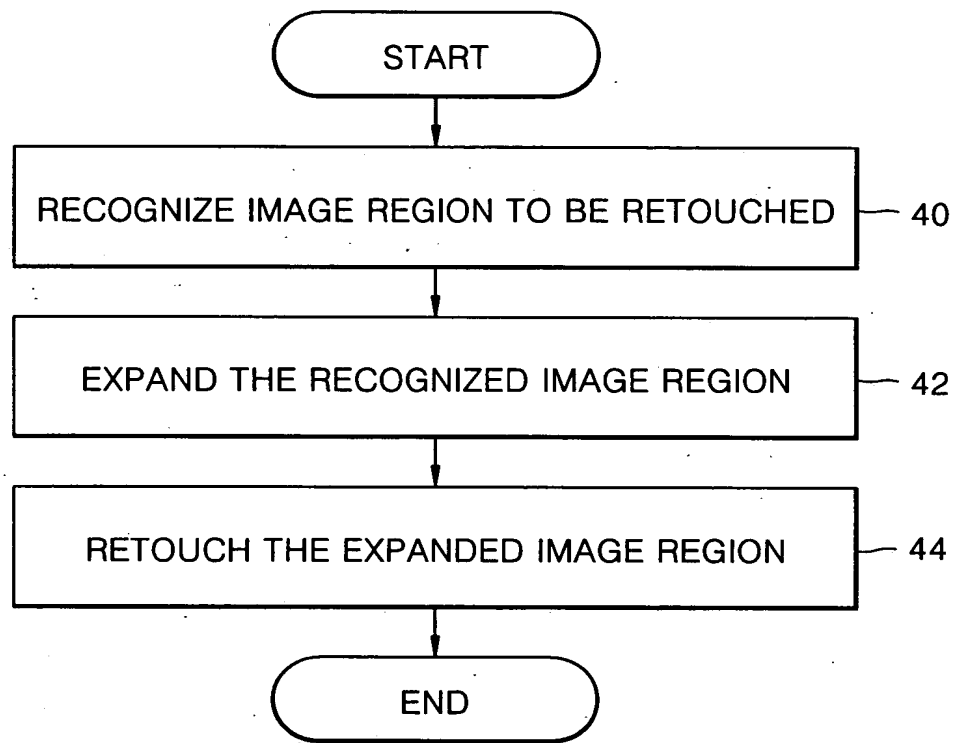 START
RECOGNIZE IMAGE REGION TO BE RETOUCHED
40
EXPAND THE RECOGNIZED IMAGE REGION
42
RETOUCH THE EXPANDED IMAGE REGION
44
END